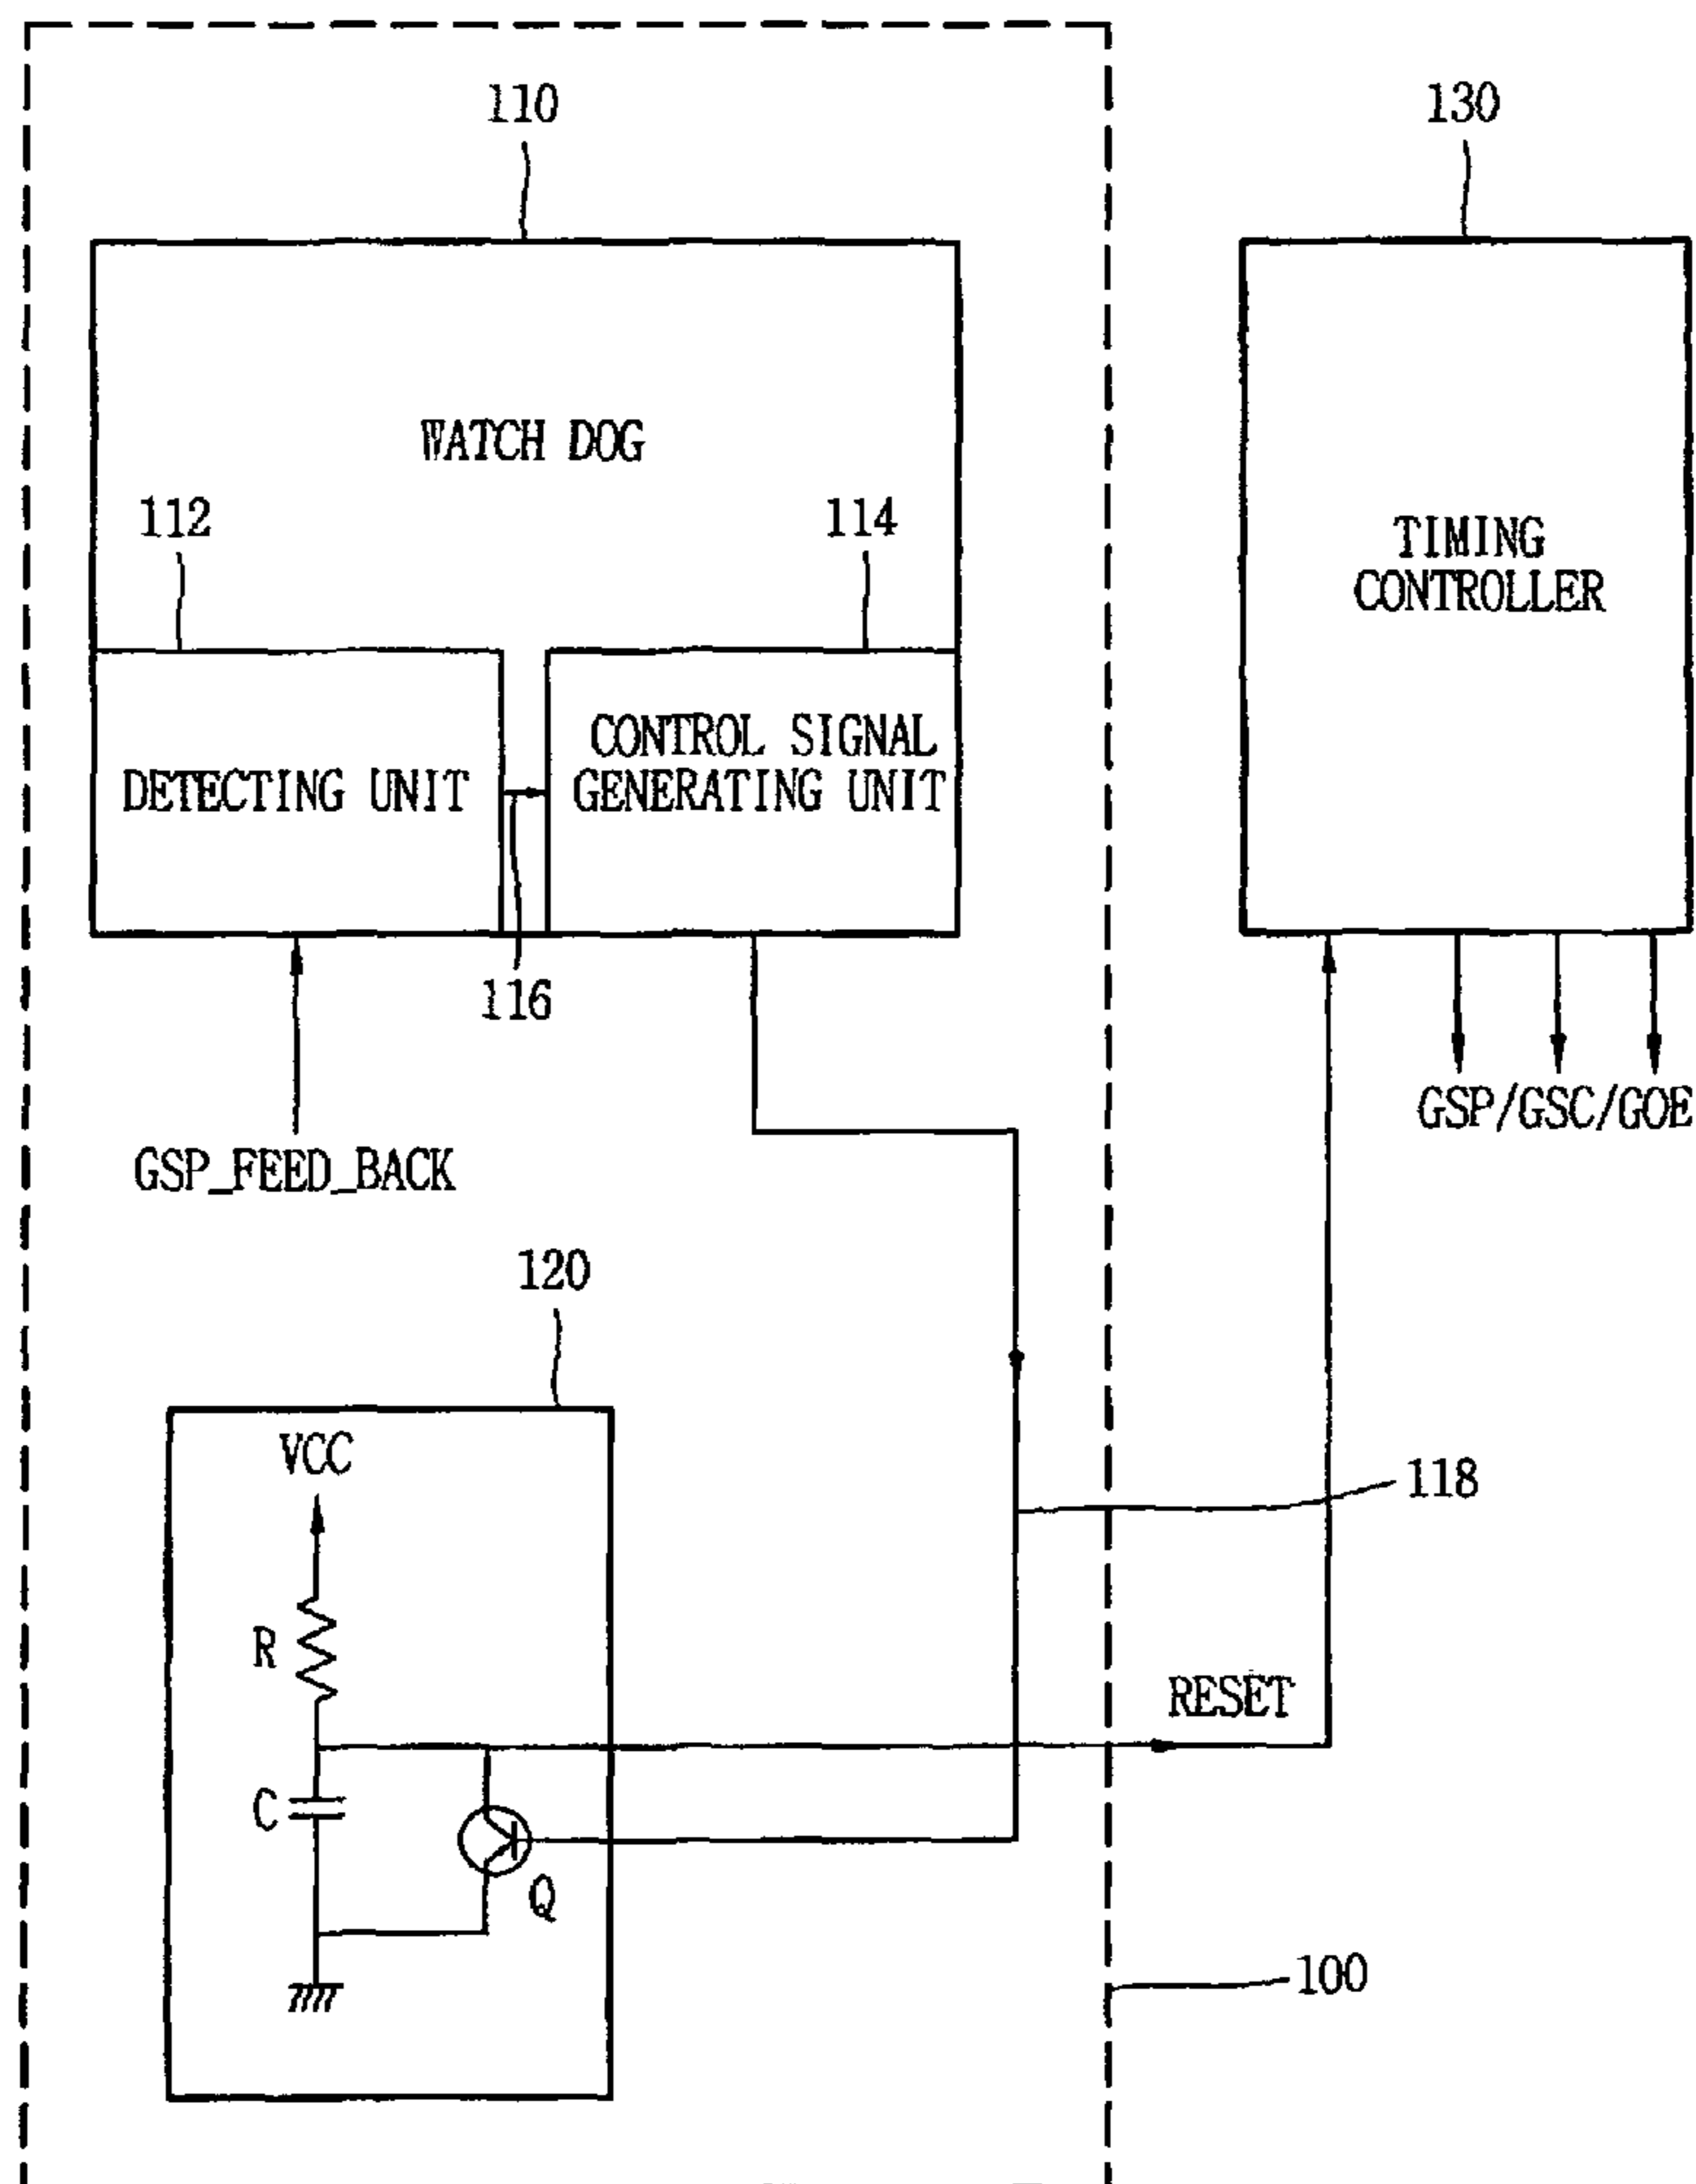 110
130
WATCH DOG
112
114
TIMING
CONTROLLER
DETECTING UNIT
CONTROL SIGNAL
GENERATING UNIT
116
GSP_FEED_BACK
GSP/GSC/GOE
120
VCC
118
R
RESET
C
Q
100